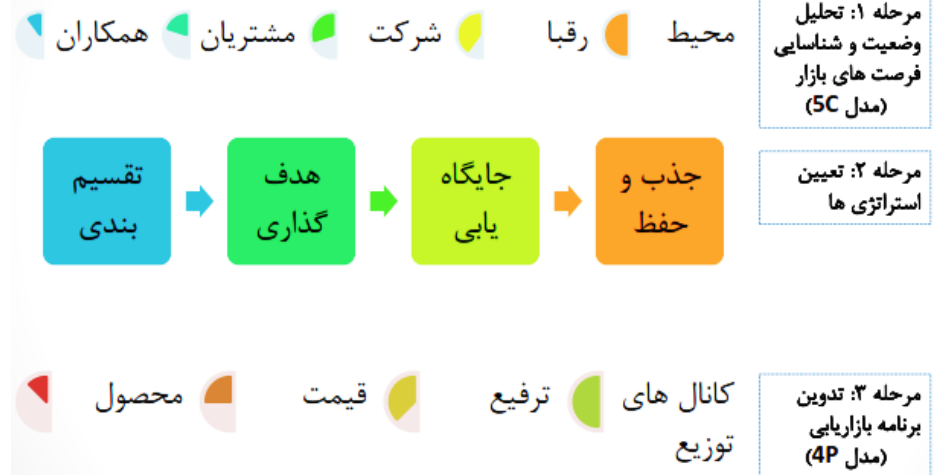 مرحله ۱: تحلیل
وضعیت و شناسایی
فرصت های بازار
(مدل 5C)
محیط رقبا شرکت مشتریان همکاران
مرحله ۲: تعیین
استراتژی ها
تقسیم
بندی
هدف
گذاری
جایگاه
یابی
جذب و
حفظ
مرحله ۳: تدوین
برنامه بازاریابی
(مدل 4P)
کانال های
توزیع
ترفیع
قیمت
محصول